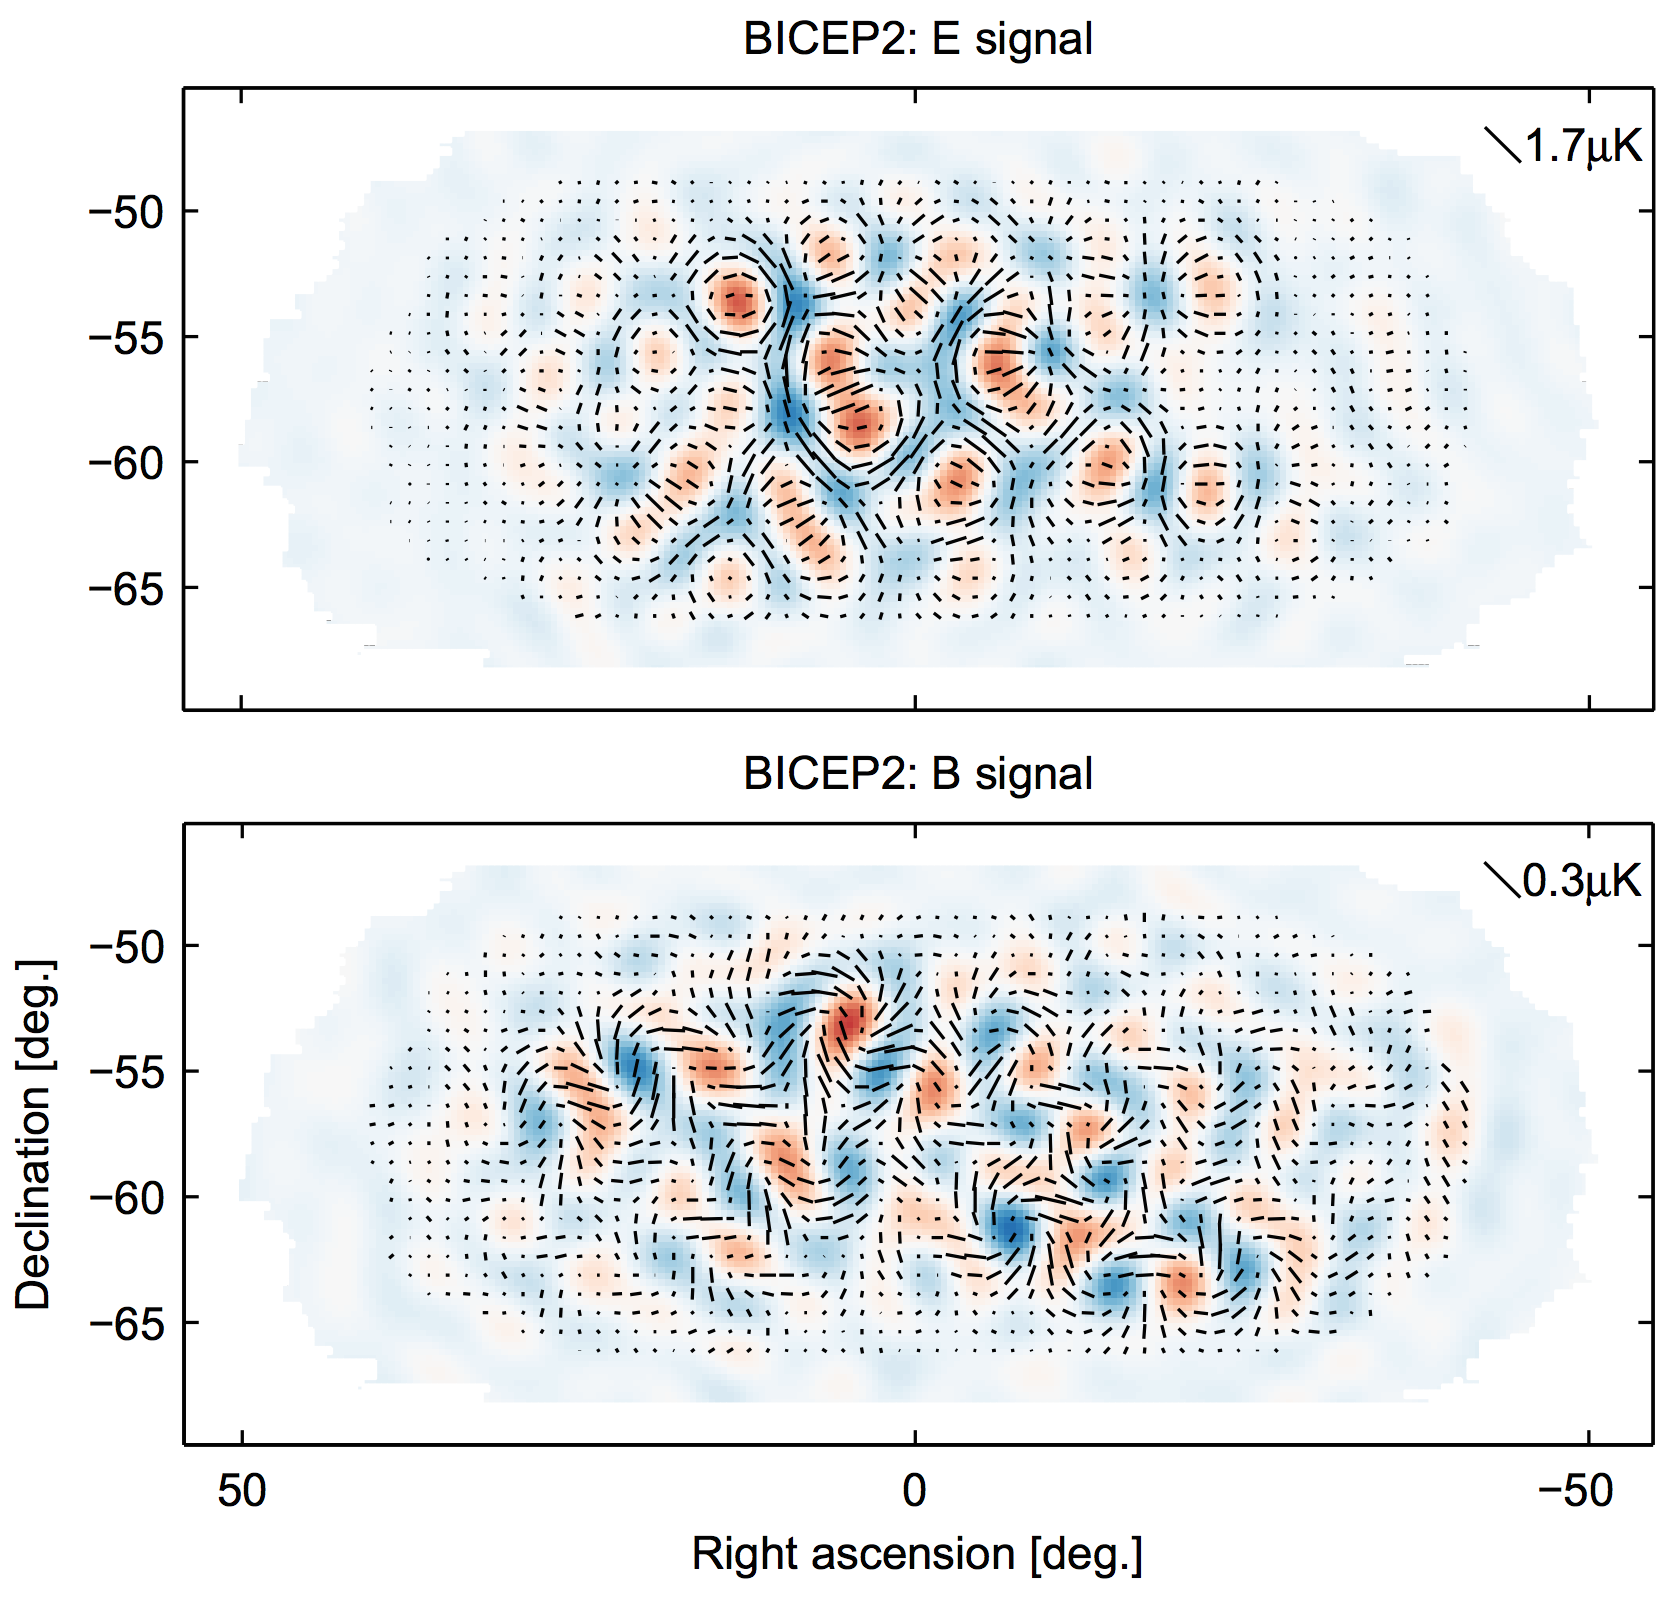 BICEP2: E signal
1.7μK
−50
−55
−60
−65
BICEP2: B signal
0.3μK
−50
−55
−60
−65
Declination [deg.]
50
0
−50
Right ascension [deg.]